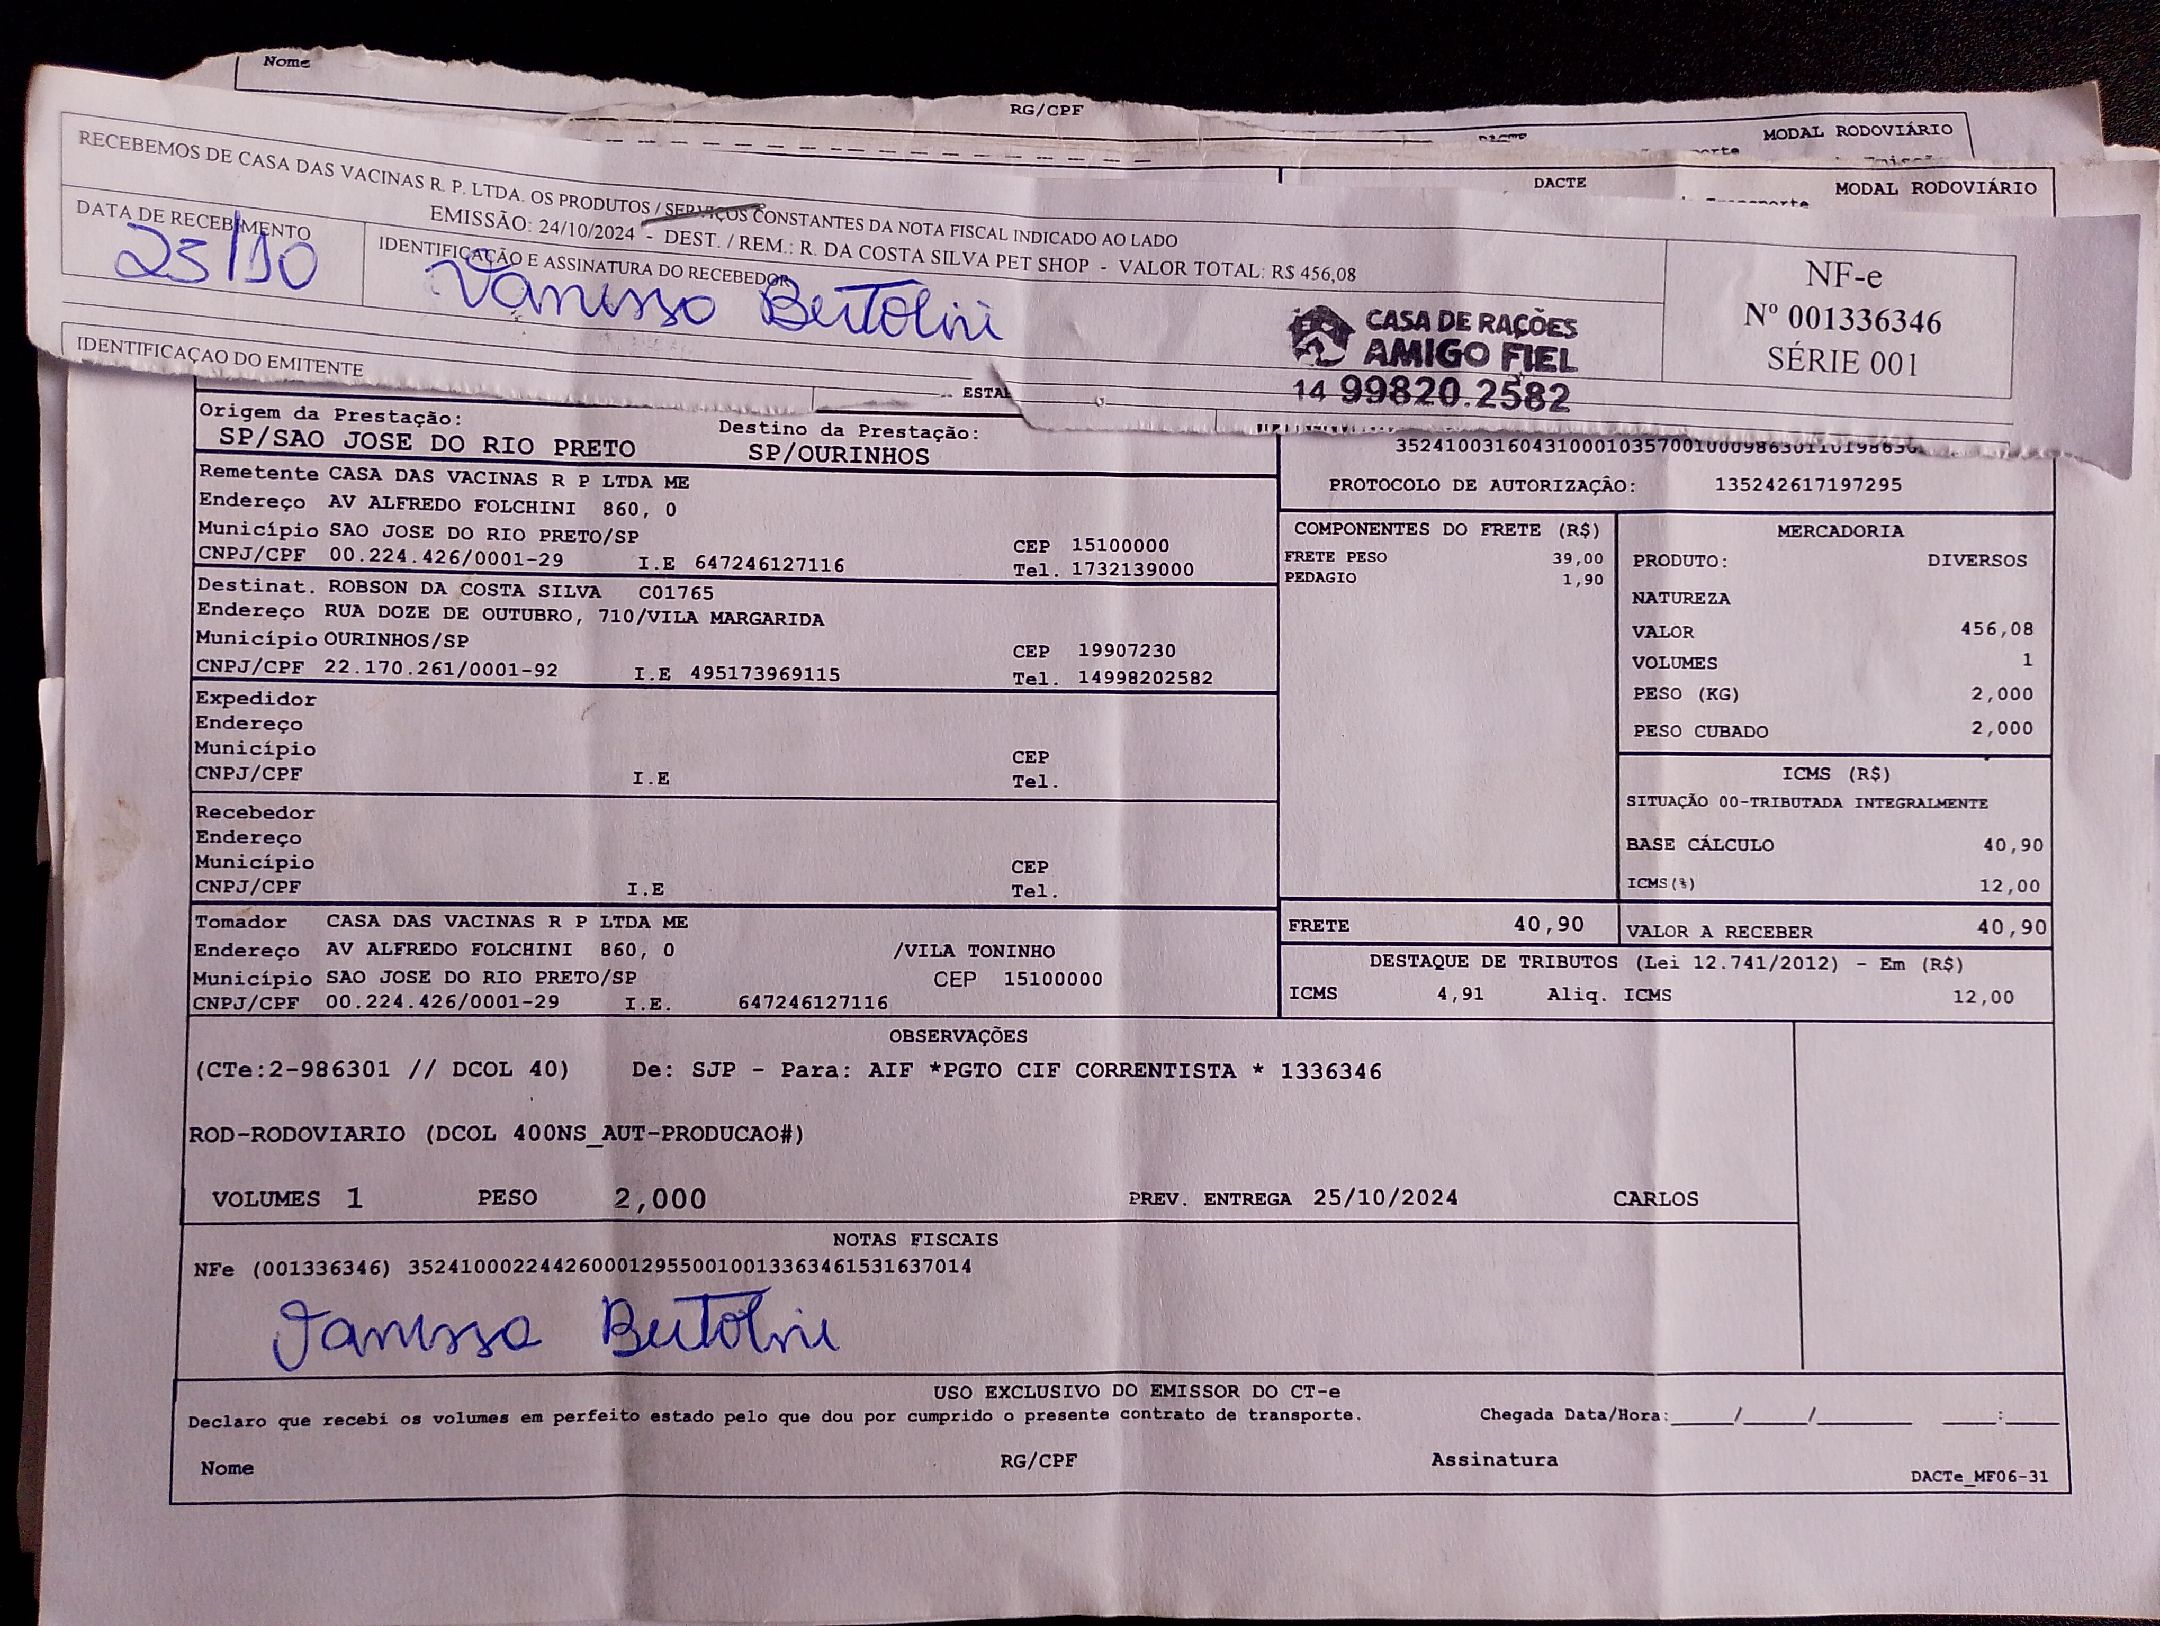 Nome
RG/CPF
MODAL RODOVIÁRIO
DACTE
MODAL RODOVIÁRIO
RECEBEMOS DE CASA DAS VACINAS R. P. LTDA. OS PRODUTOS / SERVIÇOS CONSTANTES DA NOTA FISCAL INDICADO AO LADO
EMISSÃO: 24/10/2024 - DEST. / REM.: R. DA COSTA SILVA PET SHOP - VALOR TOTAL: R$ 456,08
DATA DE RECEBIMENTO
IDENTIFICAÇÃO E ASSINATURA DO RECEBEDOR
Bertolini
NF-e
Nº 001336346
SÉRIE 001
CASA DE RAÇÕES
AMIGO FIEL
14 99820.2582
IDENTIFICAÇAO DO EMITENTE
Origem da Prestação:
SP/SAO JOSE DO RIO PRETO
Destino da Prestação:
SP/OURINHOS
PROTOCOLO DE AUTORIZAÇÃO: 135242617197295
Remetente CASA DAS VACINAS R P LTDA ME
Endereço AV ALFREDO FOLCHINI 860, 0
Município SAO JOSE DO RIO PRETO/SP CEP 15100000
CNPJ/CPF 00.224.426/0001-29 I.E 647246127116 Tel. 1732139000
Destinat. ROBSON DA COSTA SILVA C01765
Endereço RUA DOZE DE OUTUBRO, 710/VILA MARGARIDA
Município OURINHOS/SP CEP 19907230
CNPJ/CPF 22.170.261/0001-92 I.E 495173969115 Tel. 14998202582
Expedidor
Endereço
Município CEP
CNPJ/CPF I.E Tel.
Recebedor
Endereço
Município CEP
CNPJ/CPF I.E Tel.
Tomador CASA DAS VACINAS R P LTDA ME
Endereço AV ALFREDO FOLCHINI 860, 0 /VILA TONINHO
Município SAO JOSE DO RIO PRETO/SP CEP 15100000
CNPJ/CPF 00.224.426/0001-29 I.E. 647246127116
COMPONENTES DO FRETE (R$)
FRETE PESO 39,00
PEDAGIO 1,90
FRETE 40,90
MERCADORIA
PRODUTO: DIVERSOS
NATUREZA
VALOR 456,08
VOLUMES 1
PESO (KG) 2,000
PESO CUBADO 2,000
ICMS (R$)
SITUAÇÃO 00-TRIBUTADA INTEGRALMENTE
BASE CÁLCULO 40,90
ICMS(%) 12,00
VALOR A RECEBER 40,90
DESTAQUE DE TRIBUTOS (Lei 12.741/2012) - Em (R$)
ICMS 4,91 Aliq. ICMS 12,00
OBSERVAÇÕES
(CTe:2-986301 // DCOL 40) De: SJP - Para: AIF *PGTO CIF CORRENTISTA * 1336346
ROD-RODOVIARIO (DCOL 400NS_AUT-PRODUCAO#)
VOLUMES 1 PESO 2,000 PREV. ENTREGA 25/10/2024 CARLOS
NOTAS FISCAIS
NFe (001336346) 35241000224426000129550010013363461531637014
Bertolini
USO EXCLUSIVO DO EMISSOR DO CT-e
Declaro que recebi os volumes em perfeito estado pelo que dou por cumprido o presente contrato de transporte. Chegada Data/Hora:_____/_____/_______ ____:____
Nome RG/CPF Assinatura
DACTe_MF06-31